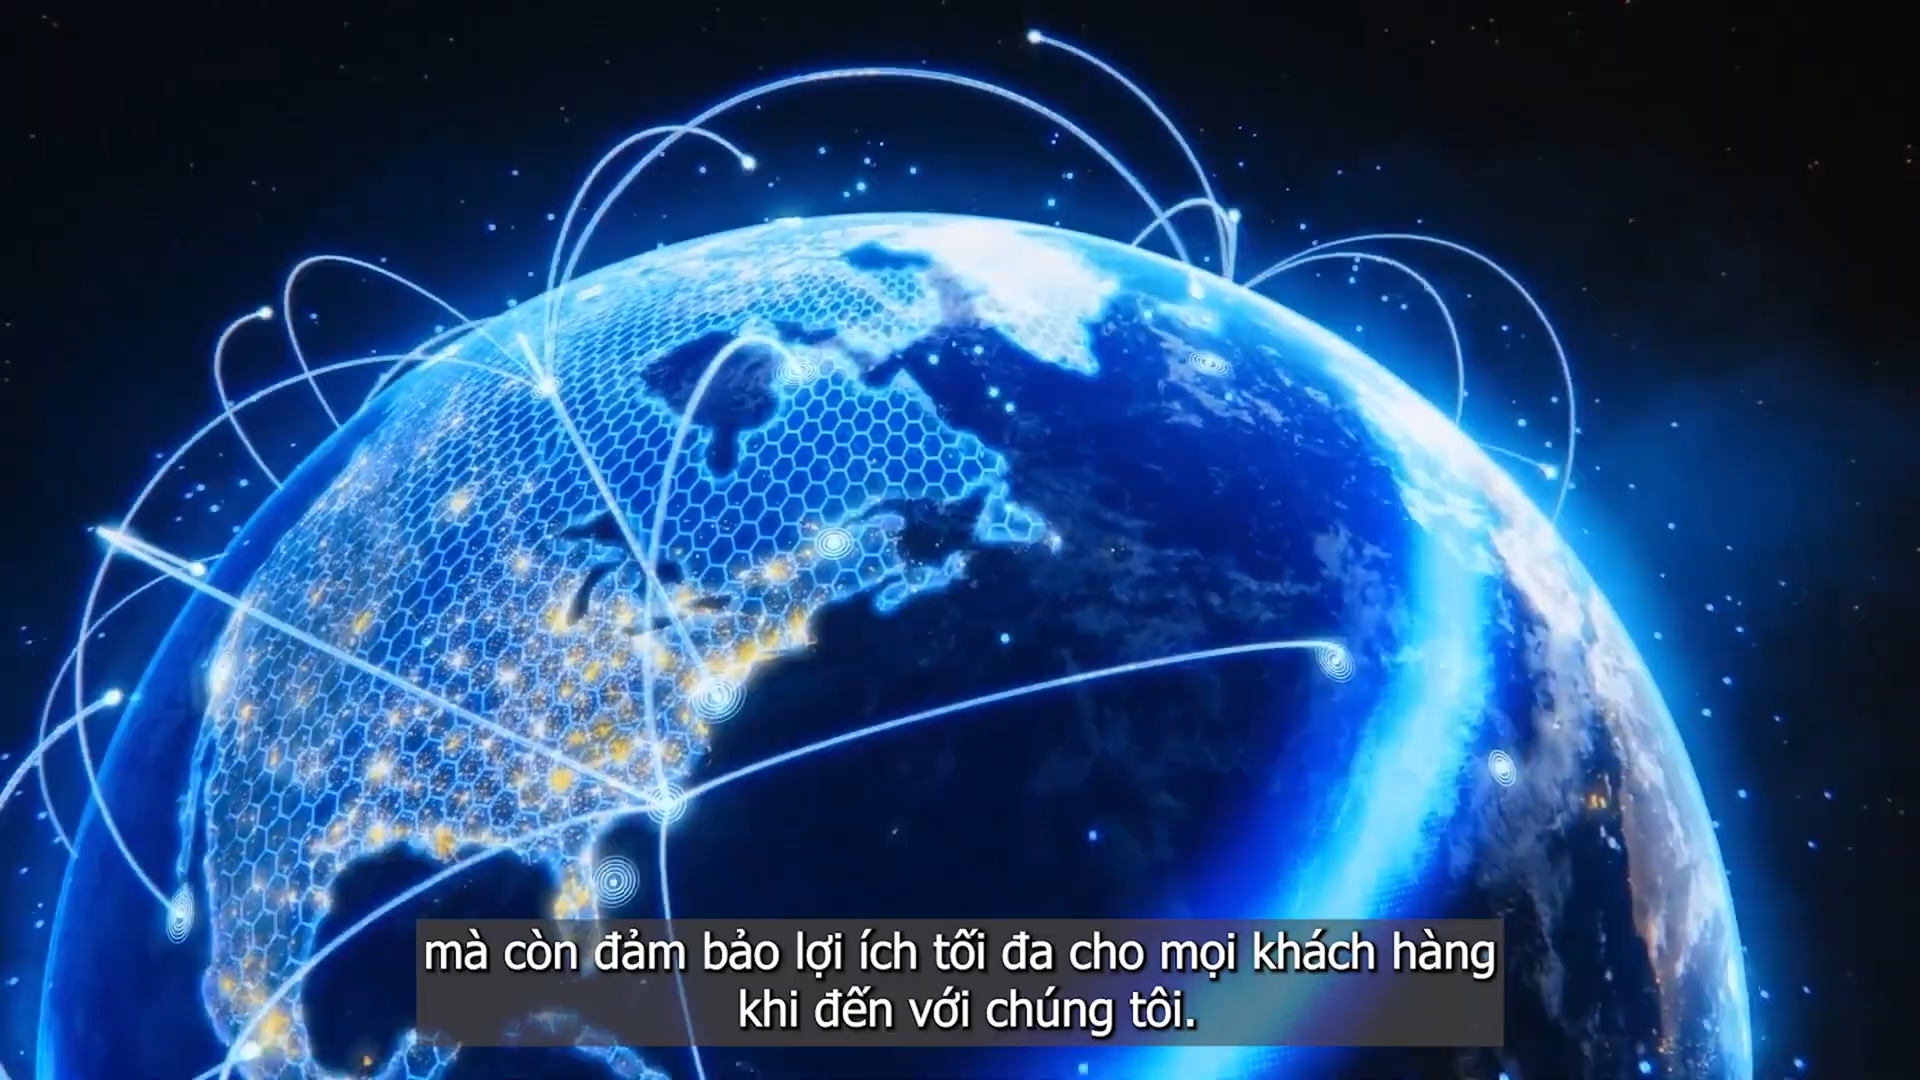 mà còn đảm bảo lợi ích tối đa cho mọi khách hàng
khi đến với chúng tôi.